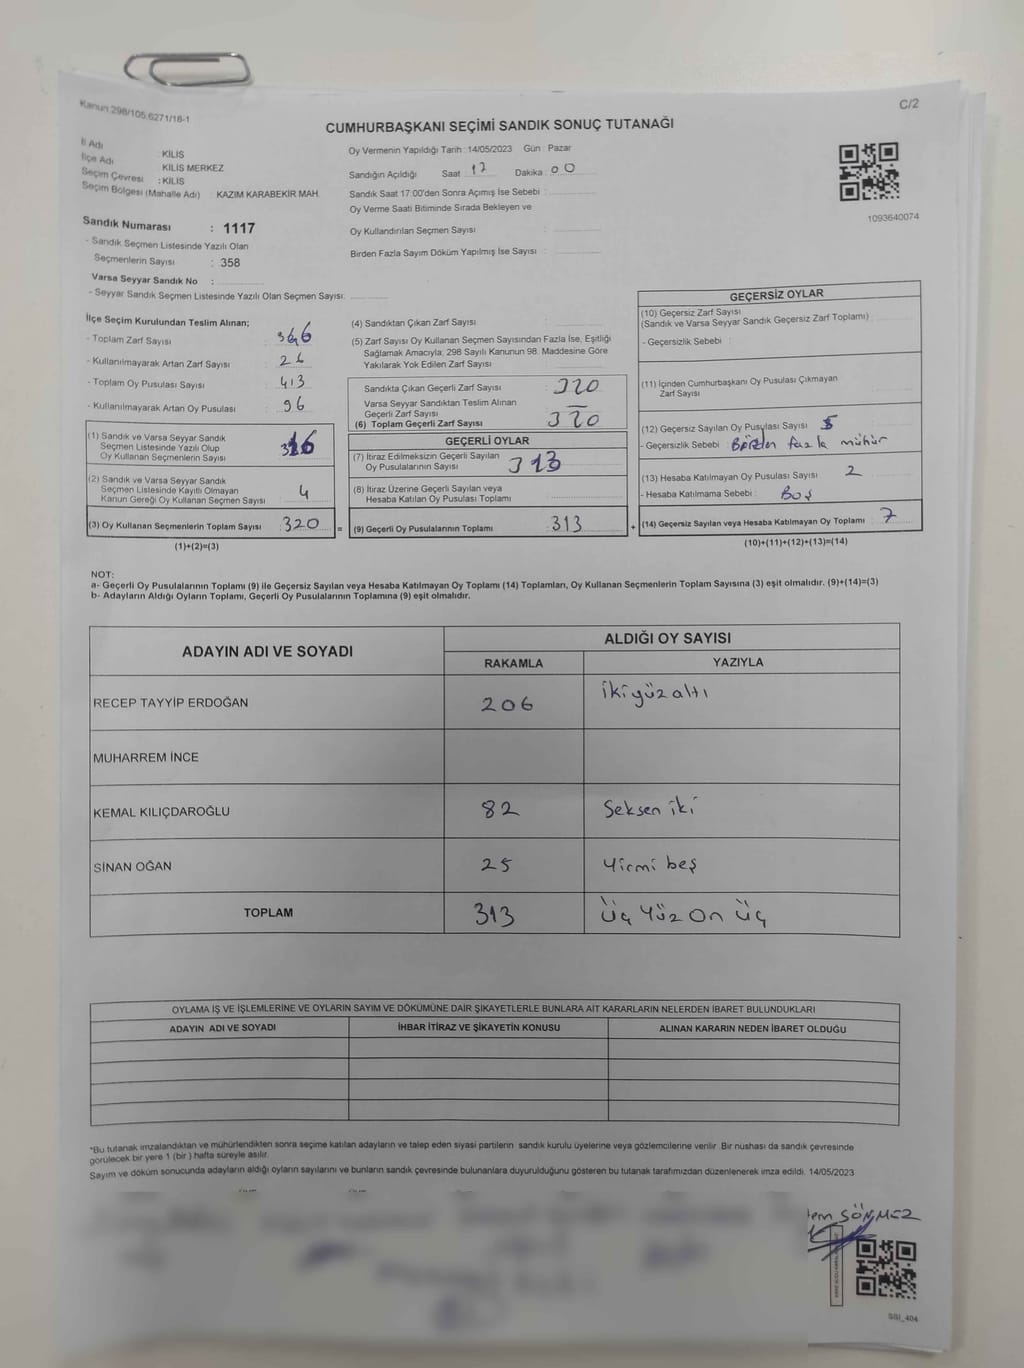 Kanun:298/105,6271/18-1
C/2
CUMHURBAŞKANI SEÇİMİ SANDIK SONUÇ TUTANAĞI
İl Adı : KİLİS
İlçe Adı : KİLİS MERKEZ
Seçim Çevresi : KİLİS
Seçim Bölgesi (Mahalle Adı) KAZIM KARABEKİR MAH.
Oy Vermenin Yapıldığı Tarih : 14/05/2023 Gün : Pazar
Sandığın Açıldığı Saat : 17 Dakika : 00
Sandık Saat 17:00'den Sonra Açımış İse Sebebi :
Oy Verme Saati Bitiminde Sırada Bekleyen ve
Oy Kullandırılan Seçmen Sayısı :
Birden Fazla Sayım Döküm Yapılmış İse Sayısı :
1093640074
Sandık Numarası : 1117
- Sandık Seçmen Listesinde Yazılı Olan
Seçmenlerin Sayısı : 358
Varsa Seyyar Sandık No :
- Seyyar Sandık Seçmen Listesinde Yazılı Olan Seçmen Sayısı:
İlçe Seçim Kurulundan Teslim Alınan;
- Toplam Zarf Sayısı : 366
- Kullanılmayarak Artan Zarf Sayısı :
- Toplam Oy Pusulası Sayısı : 413
- Kullanılmayarak Artan Oy Pusulası : 96
(1) Sandık ve Varsa Seyyar Sandık
Seçmen Listesinde Yazılı Olup
Oy Kullanan Seçmenlerin Sayısı 316
(2) Sandık ve Varsa Seyyar Sandık
Seçmen Listesinde Kayıtlı Olmayan
Kanun Gereği Oy Kullanan Seçmen Sayısı 4
(3) Oy Kullanan Seçmenlerin Toplam Sayısı : 320 =
(1)+(2)=(3)
(4) Sandıktan Çıkan Zarf Sayısı :
(5) Zarf Sayısı Oy Kullanan Seçmen Sayısından Fazla İse, Eşitliği
Sağlamak Amacıyla; 298 Sayılı Kanunun 98. Maddesine Göre
Yakılarak Yok Edilen Zarf Sayısı :
Sandıkta Çıkan Geçerli Zarf Sayısı : 320
Varsa Seyyar Sandıktan Teslim Alınan
Geçerli Zarf Sayısı : —
(6) Toplam Geçerli Zarf Sayısı : 320
GEÇERLİ OYLAR
(7) İtiraz Edilmeksizin Geçerli Sayılan
Oy Pusulalarının Sayısı : 313
(8) İtiraz Üzerine Geçerli Sayılan veya
Hesaba Katılan Oy Pusulası Toplamı :
(9) Geçerli Oy Pusulalarının Toplamı : 313 +
GEÇERSİZ OYLAR
(10) Geçersiz Zarf Sayısı
(Sandık ve Varsa Seyyar Sandık Geçersiz Zarf Toplamı) :
- Geçersizlik Sebebi :
(11) İçinden Cumhurbaşkanı Oy Pusulası Çıkmayan
Zarf Sayısı :
(12) Geçersiz Sayılan Oy Pusulası Sayısı : 5
- Geçersizlik Sebebi : Birden fazla mühür
(13) Hesaba Katılmayan Oy Pusulası Sayısı : 2
- Hesaba Katılmama Sebebi : Boş
(14) Geçersiz Sayılan veya Hesaba Katılmayan Oy Toplamı : 7
(10)+(11)+(12)+(13)=(14)
NOT:
a- Geçerli Oy Pusulalarının Toplamı (9) ile Geçersiz Sayılan veya Hesaba Katılmayan Oy Toplamı (14) Toplamları, Oy Kullanan Seçmenlerin Toplam Sayısına (3) eşit olmalıdır. (9)+(14)=(3)
b- Adayların Aldığı Oyların Toplamı, Geçerli Oy Pusulalarının Toplamına (9) eşit olmalıdır.
ADAYIN ADI VE SOYADI
ALDIĞI OY SAYISI
RAKAMLA YAZIYLA
RECEP TAYYİP ERDOĞAN 206 ikiyüz altı
MUHARREM İNCE
KEMAL KILIÇDAROĞLU 82 Seksen iki
SİNAN OĞAN 25 Yirmi beş
TOPLAM 313 Üç Yüz On üç
OYLAMA İŞ VE İŞLEMLERİNE VE OYLARIN SAYIM VE DÖKÜMÜNE DAİR ŞİKAYETLERLE BUNLARA AİT KARARLARIN NELERDEN İBARET BULUNDUKLARI
ADAYIN ADI VE SOYADI İHBAR İTİRAZ VE ŞİKAYETİN KONUSU ALINAN KARARIN NEDEN İBARET OLDUĞU
*Bu tutanak imzalandıktan ve mühürlendikten sonra seçime katılan adayların ve talep eden siyasi partilerin sandık kurulu üyelerine veya gözlemcilerine verilir. Bir nüshası da sandık çevresinde
görülecek bir yere 1 (bir ) hafta süreyle asılır.
Sayım ve döküm sonucunda adayların aldığı oyların sayılarını ve bunların sandık çevresinde bulunanlara duyurulduğunu gösteren bu tutanak tarafımızdan düzenlenerek imza edildi. 14/05/2023
SÖNMEZ
SSI_404